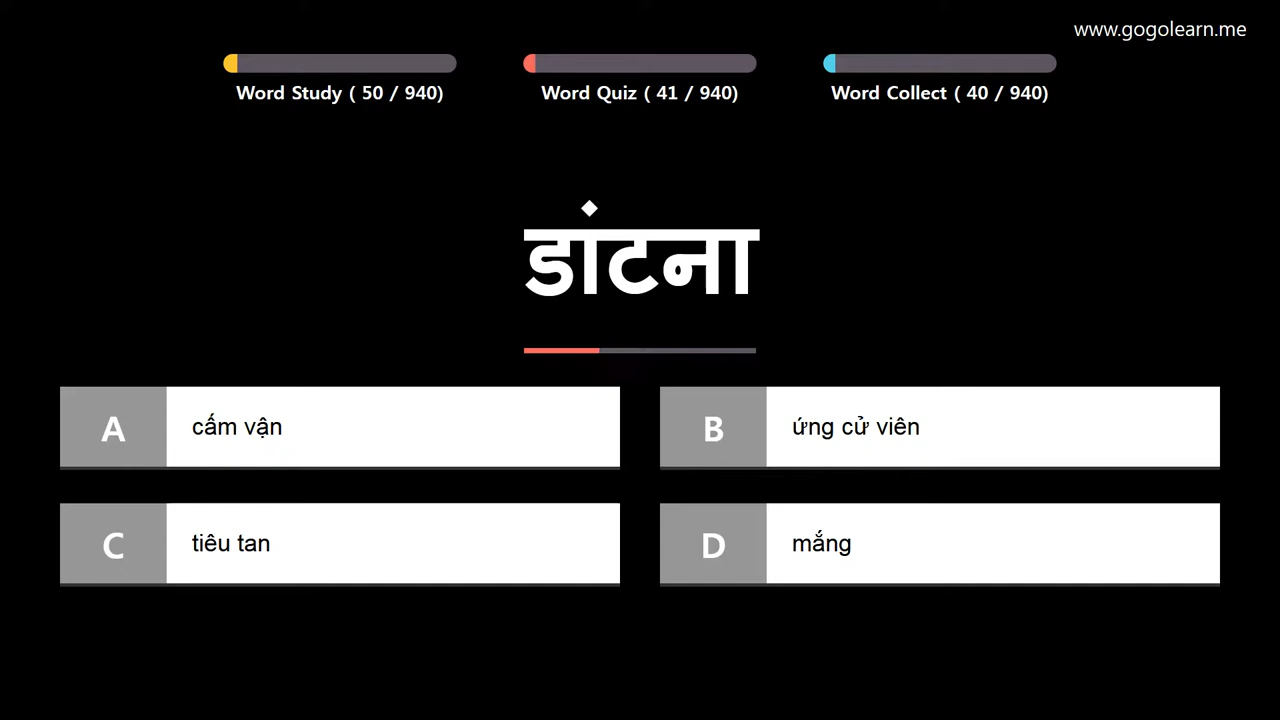 www.gogolearn.me
Word Study ( 50 / 940)
Word Quiz ( 41 / 940)
Word Collect ( 40 / 940)
डांटना
A
cấm vận
B
ứng cử viên
C
tiêu tan
D
mắng